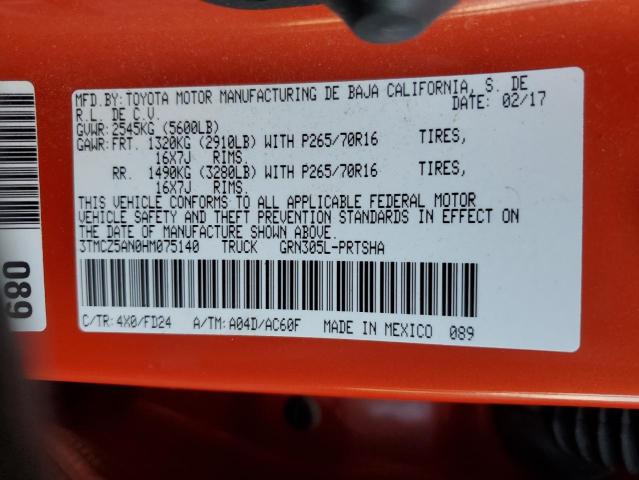 MFD.BY:TOYOTA MOTOR MANUFACTURING DE BAJA CALIFORNIA, S. DE
R.L. DE C.V. DATE: 02/17
GVWR:2545KG (5600LB)
GAWR:FRT. 1320KG (2910LB) WITH P265/70R16 TIRES,
16X7J RIMS.
RR. 1490KG (3280LB) WITH P265/70R16 TIRES,
16X7J RIMS.
THIS VEHICLE CONFORMS TO ALL APPLICABLE FEDERAL MOTOR
VEHICLE SAFETY AND THEFT PREVENTION STANDARDS IN EFFECT ON
THE DATE OF MANUFACTURE SHOWN ABOVE.
3TMCZ5AN0HM075140 TRUCK GRN305L-PRTSHA
C/TR:4X0/FD24 A/TM:A04D/AC60F MADE IN MEXICO 089
089